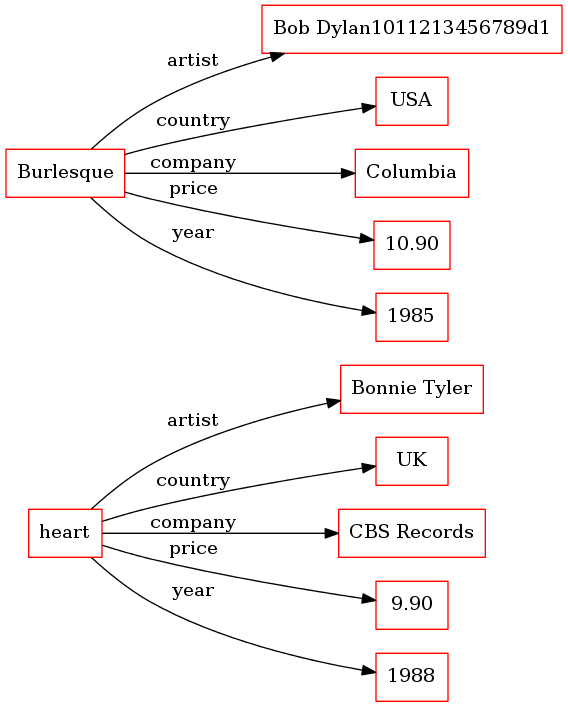 Bob Dylan1011213456789d1
artist
USA
country
company
Burlesque
Columbia
price
year
10.90
1985
Bonnie Tyler
artist
UK
country
company
heart
CBS Records
price
year
9.90
1988